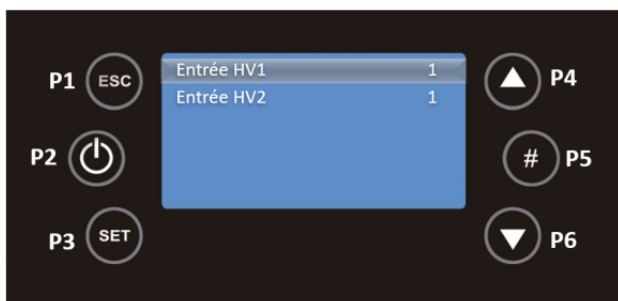 P1 ESC
Entrée HV1 1
P4
Entrée HV2 1
P2
# P5
P3 SET
P6